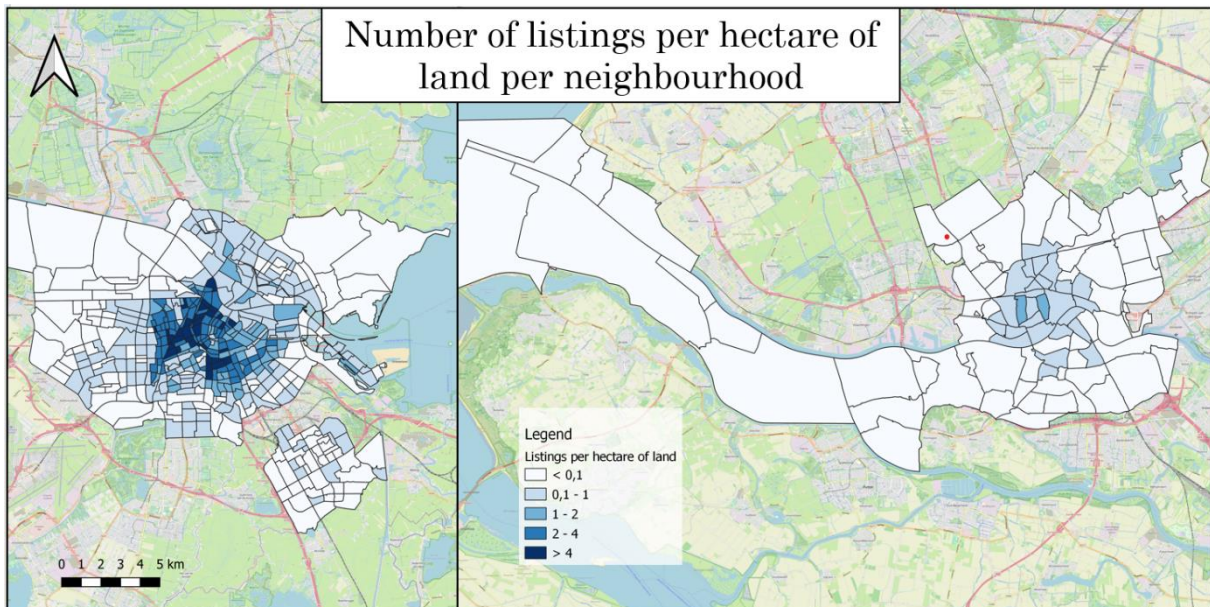 Number of listings per hectare of
land per neighbourhood
Legend
Listings per hectare of land
< 0,1
0,1 - 1
1 - 2
2 - 4
> 4
0 1 2 3 4 5 km